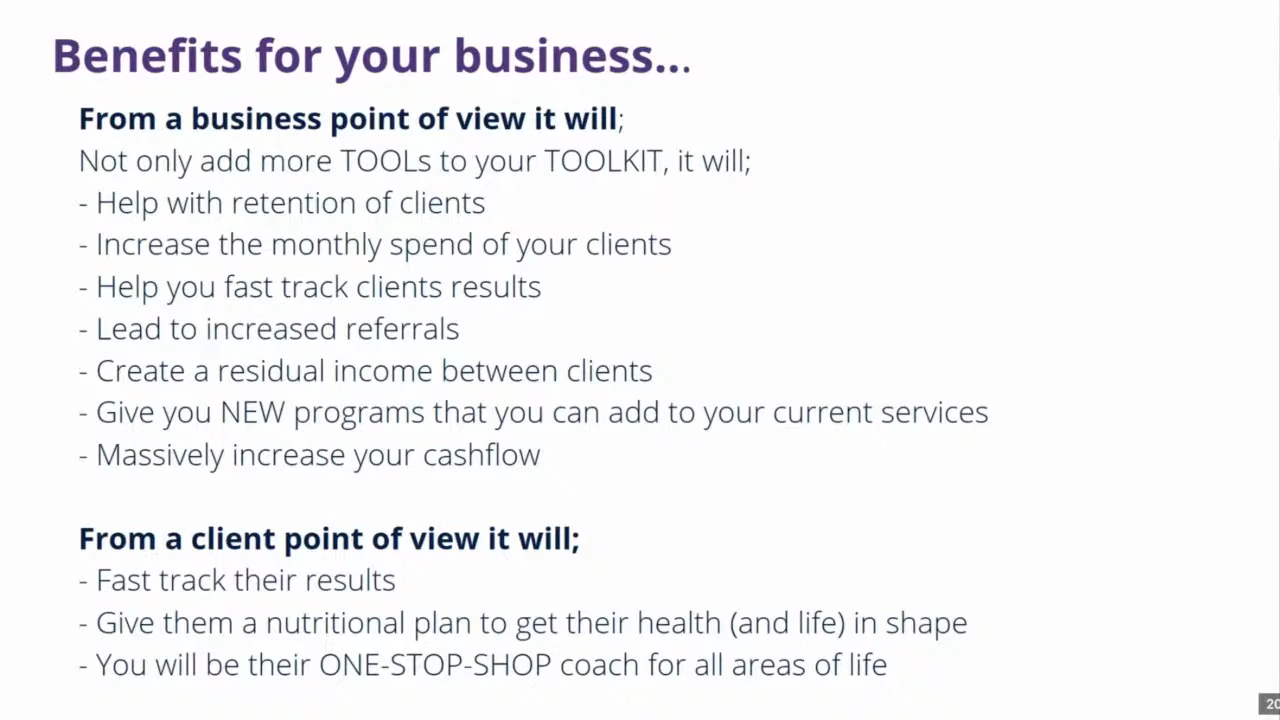 Benefits for your business...
From a business point of view it will;
Not only add more TOOLs to your TOOLKIT, it will;
- Help with retention of clients
- Increase the monthly spend of your clients
- Help you fast track clients results
- Lead to increased referrals
- Create a residual income between clients
- Give you NEW programs that you can add to your current services
- Massively increase your cashflow
From a client point of view it will;
- Fast track their results
- Give them a nutritional plan to get their health (and life) in shape
- You will be their ONE-STOP-SHOP coach for all areas of life
20